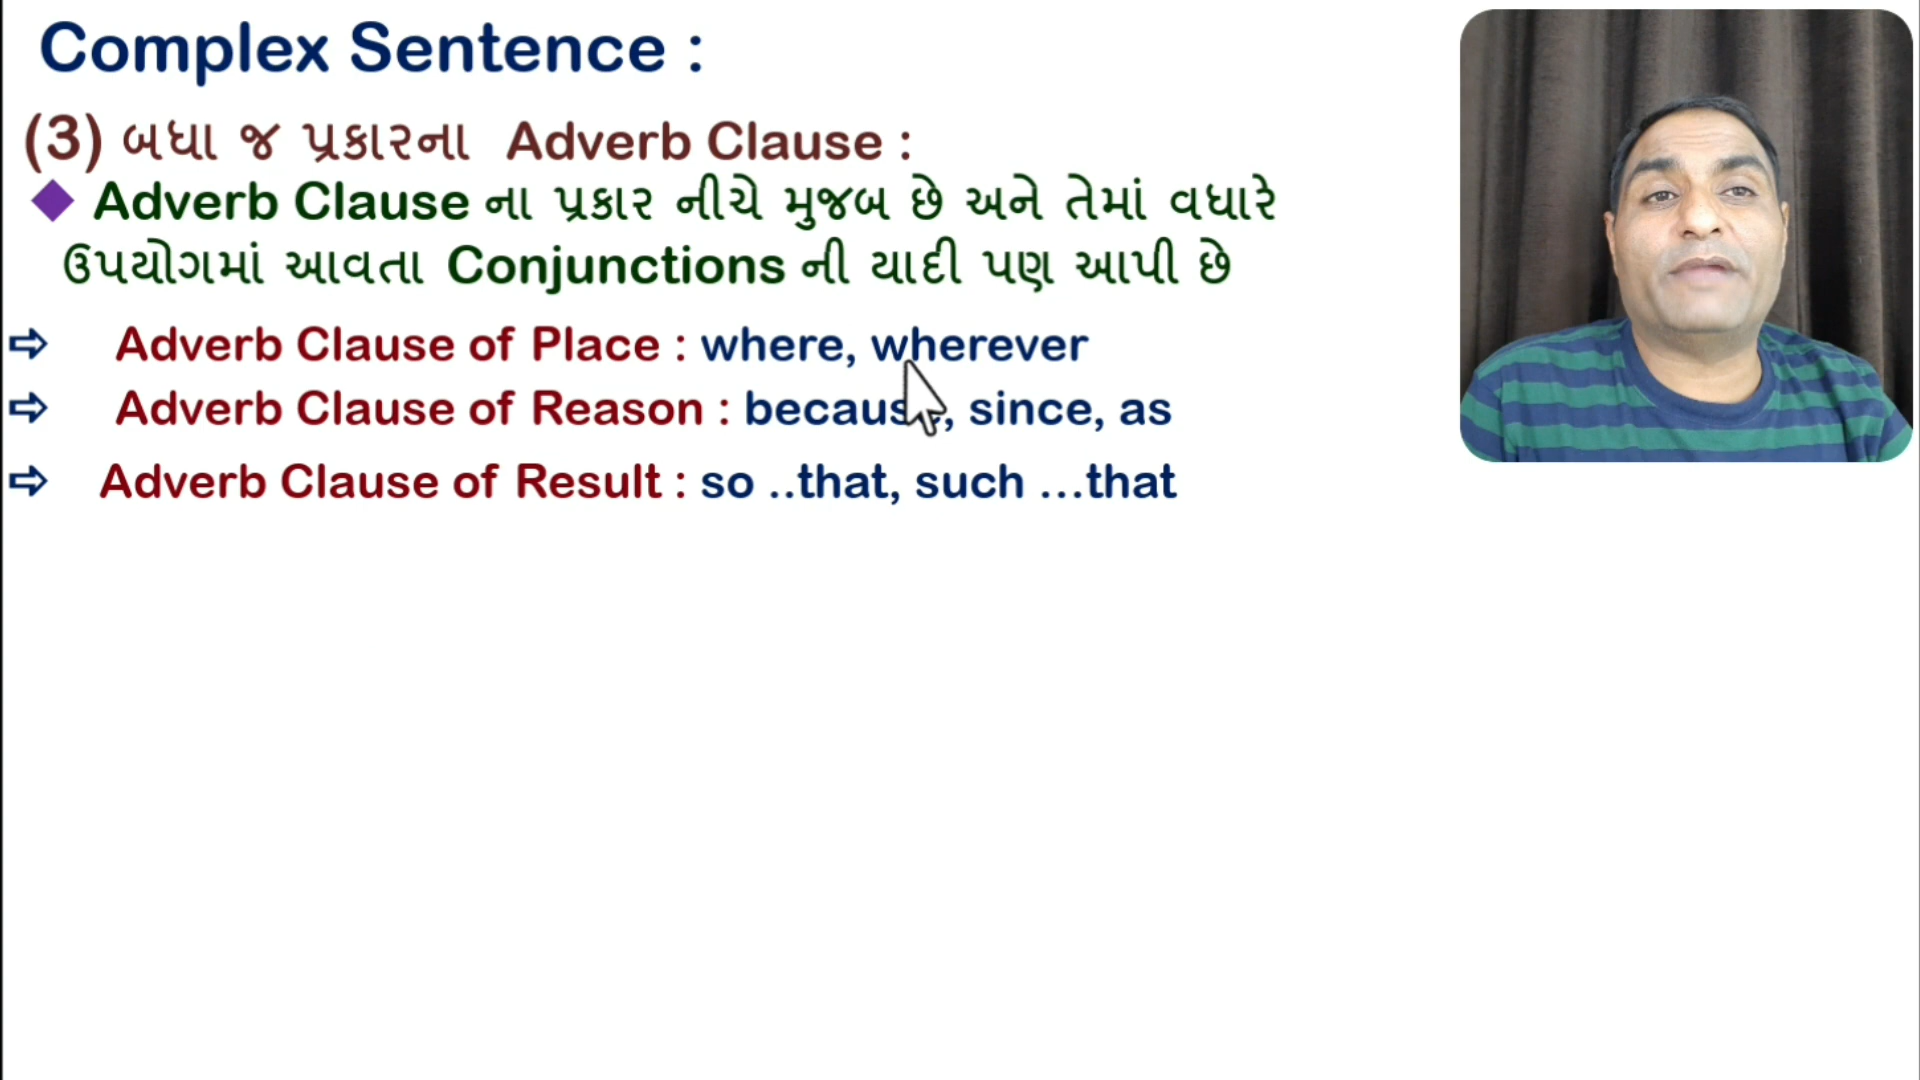 Complex Sentence :
(3) બધા જ પ્રકારના Adverb Clause :
Adverb Clause ના પ્રકાર નીચે મુજબ છે અને તેમાં વધારે
ઉપયોગમાં આવતા Conjunctions ની યાદી પણ આપી છે
Adverb Clause of Place : where, wherever
Adverb Clause of Reason : because, since, as
Adverb Clause of Result : so ..that, such ...that